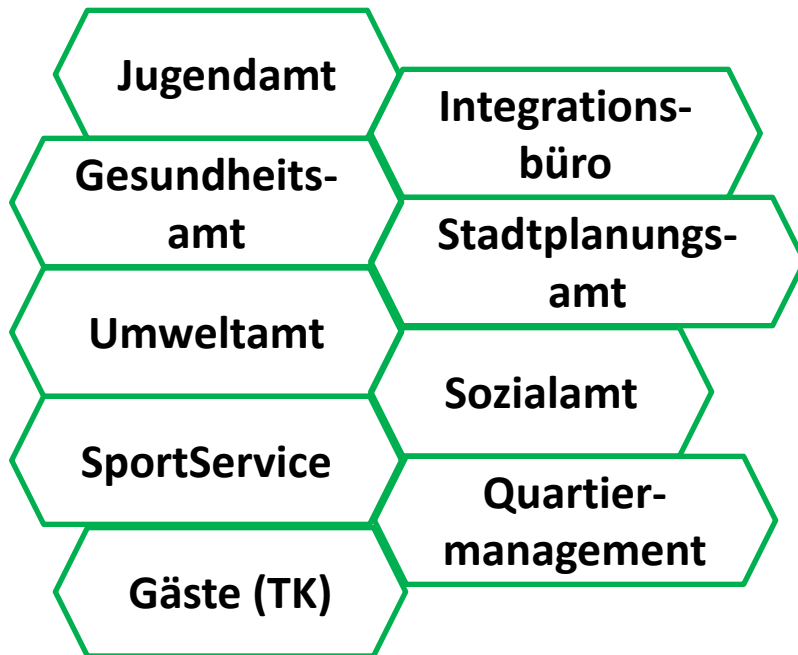 Jugendamt
Integrations-
büro
Gesundheits-
amt
Stadtplanungs-
amt
Umweltamt
Sozialamt
SportService
Quartier-
management
Gäste (TK)